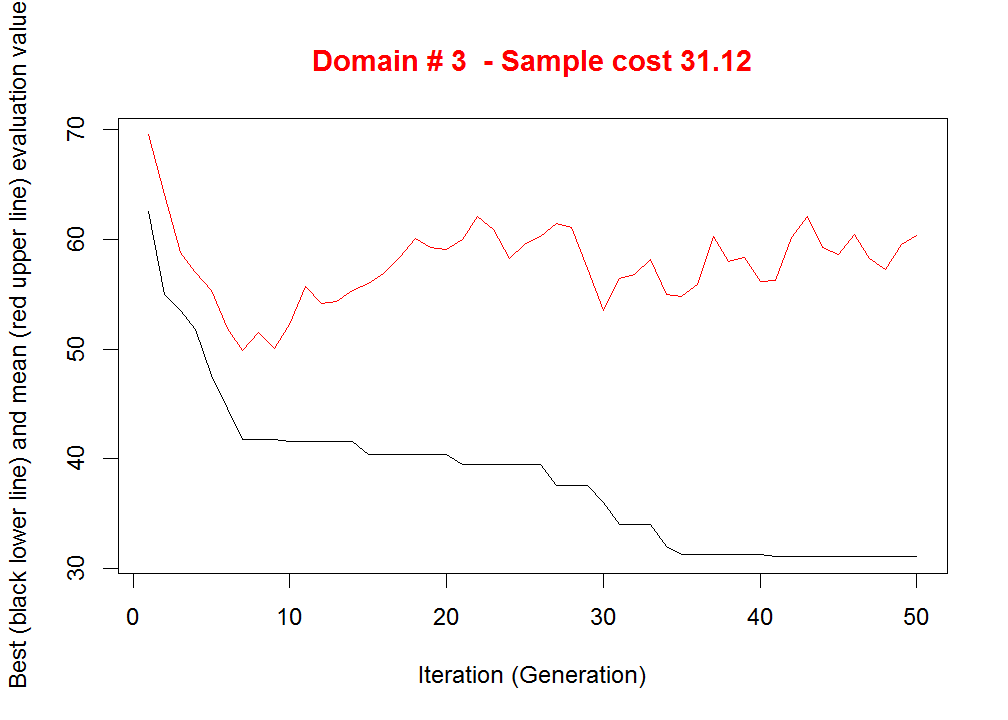 Domain # 3  - Sample cost 31.12
Best (black lower line) and mean (red upper line) evaluation value
70
60
50
40
30
0 10 20 30 40 50
Iteration (Generation)